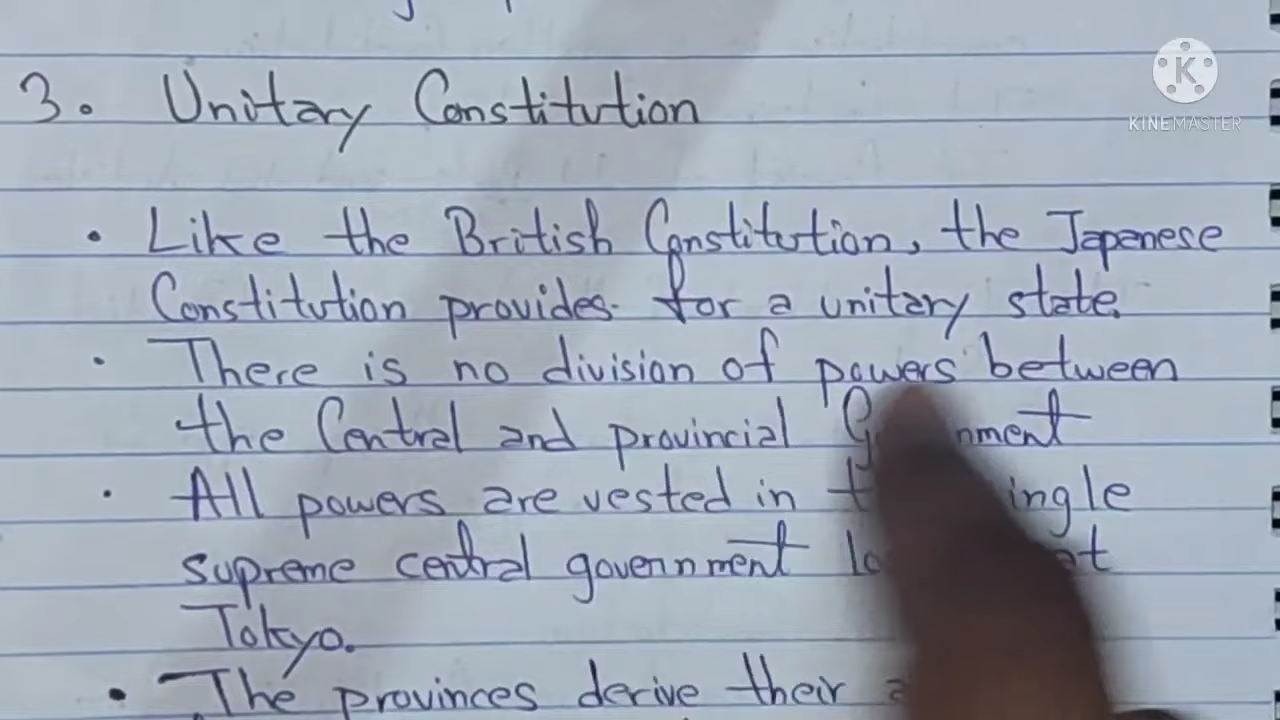 3. Unitary Constitution
KINEMASTER
• Like the British Constitution, the Japanese
Constitution provides for a unitary state.
• There is no division of powers between
the Central and provincial
• All powers are vested in
supreme central government at
Tokyo.
• The provinces derive their